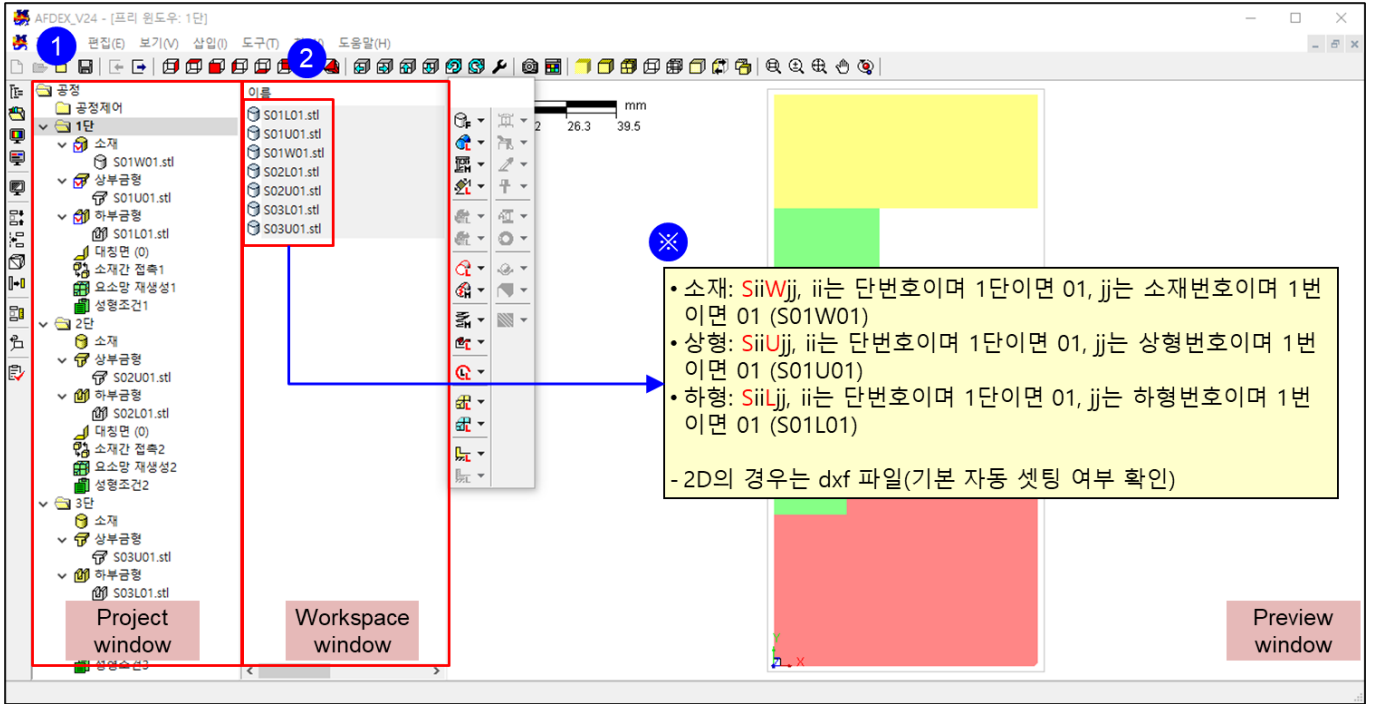 AFDEX_V24 - [프리 윈도우: 1단]
편집(E) 보기(V) 삽입(I) 도구(T) 도움말(H)
1
2
공정
공정제어
1단
소재
S01W01.stl
상부금형
S01U01.stl
하부금형
S01L01.stl
대칭면 (0)
소재간 접촉1
요소망 재생성1
성형조건1
2단
소재
상부금형
S02U01.stl
하부금형
S02L01.stl
대칭면 (0)
소재간 접촉2
요소망 재생성2
성형조건2
3단
소재
상부금형
S03U01.stl
하부금형
S03L01.stl
Project
window
이름
S01L01.stl
S01U01.stl
S01W01.stl
S02L01.stl
S02U01.stl
S03L01.stl
S03U01.stl
Workspace
window
mm
26.3 39.5
※
• 소재: SiiWjj, ii는 단번호이며 1단이면 01, jj는 소재번호이며 1번
이면 01 (S01W01)
• 상형: SiiUjj, ii는 단번호이며 1단이면 01, jj는 상형번호이며 1번
이면 01 (S01U01)
• 하형: SiiLjj, ii는 단번호이며 1단이면 01, jj는 하형번호이며 1번
이면 01 (S01L01)
- 2D의 경우는 dxf 파일(기본 자동 셋팅 여부 확인)
Y
Z X
Preview
window